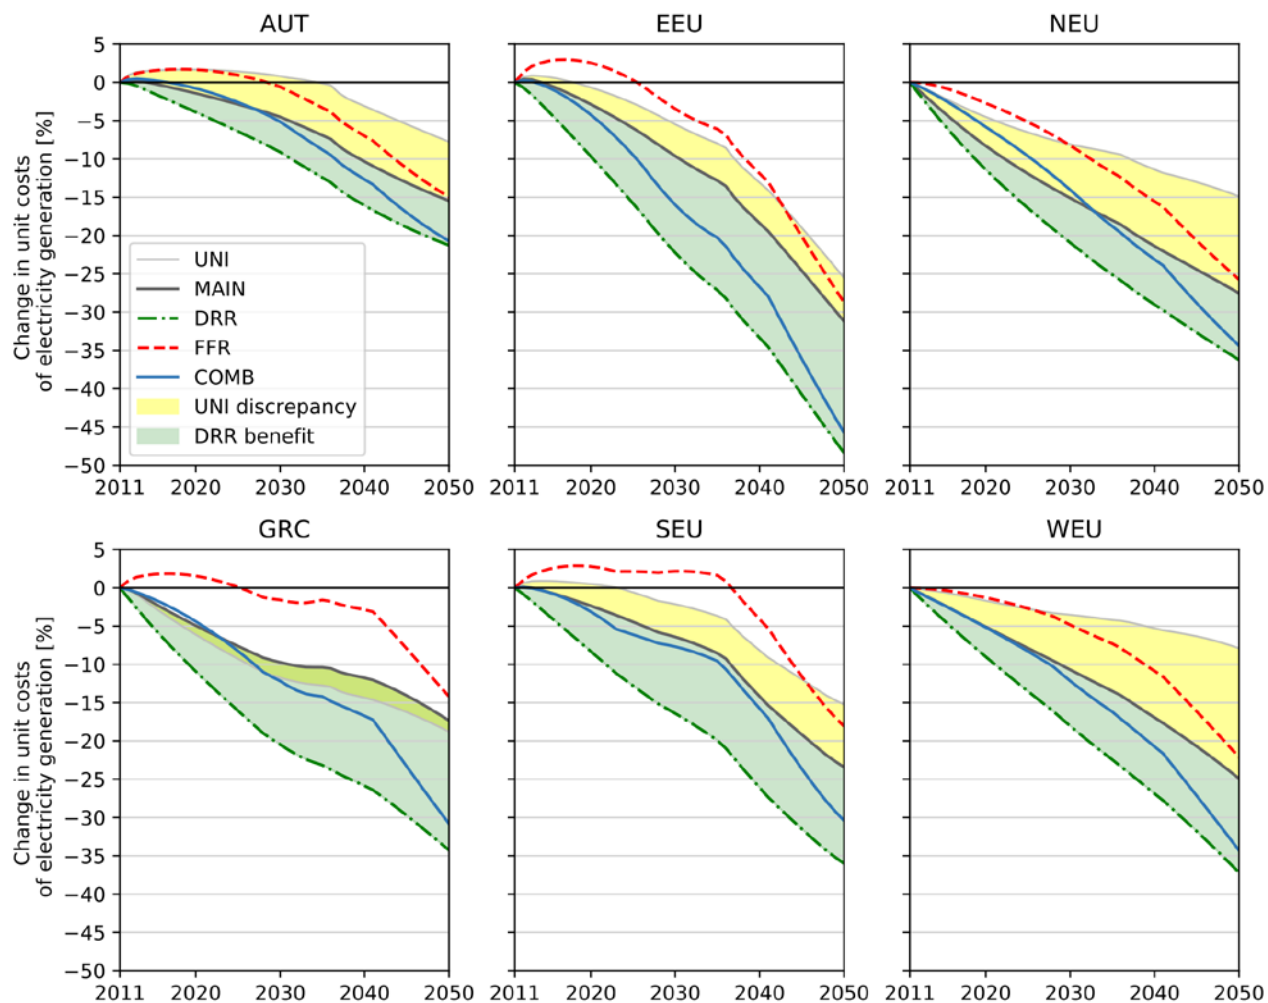 AUT
EEU
NEU
Change in unit costs
of electricity generation [%]
5
0
−5
−10
−15
−20
−25
−30
−35
−40
−45
−50
UNI
MAIN
DRR
FFR
COMB
UNI discrepancy
DRR benefit
2011 2020 2030 2040 2050
2011 2020 2030 2040 2050
2011 2020 2030 2040 2050
GRC
SEU
WEU
Change in unit costs
of electricity generation [%]
5
0
−5
−10
−15
−20
−25
−30
−35
−40
−45
−50
2011 2020 2030 2040 2050
2011 2020 2030 2040 2050
2011 2020 2030 2040 2050